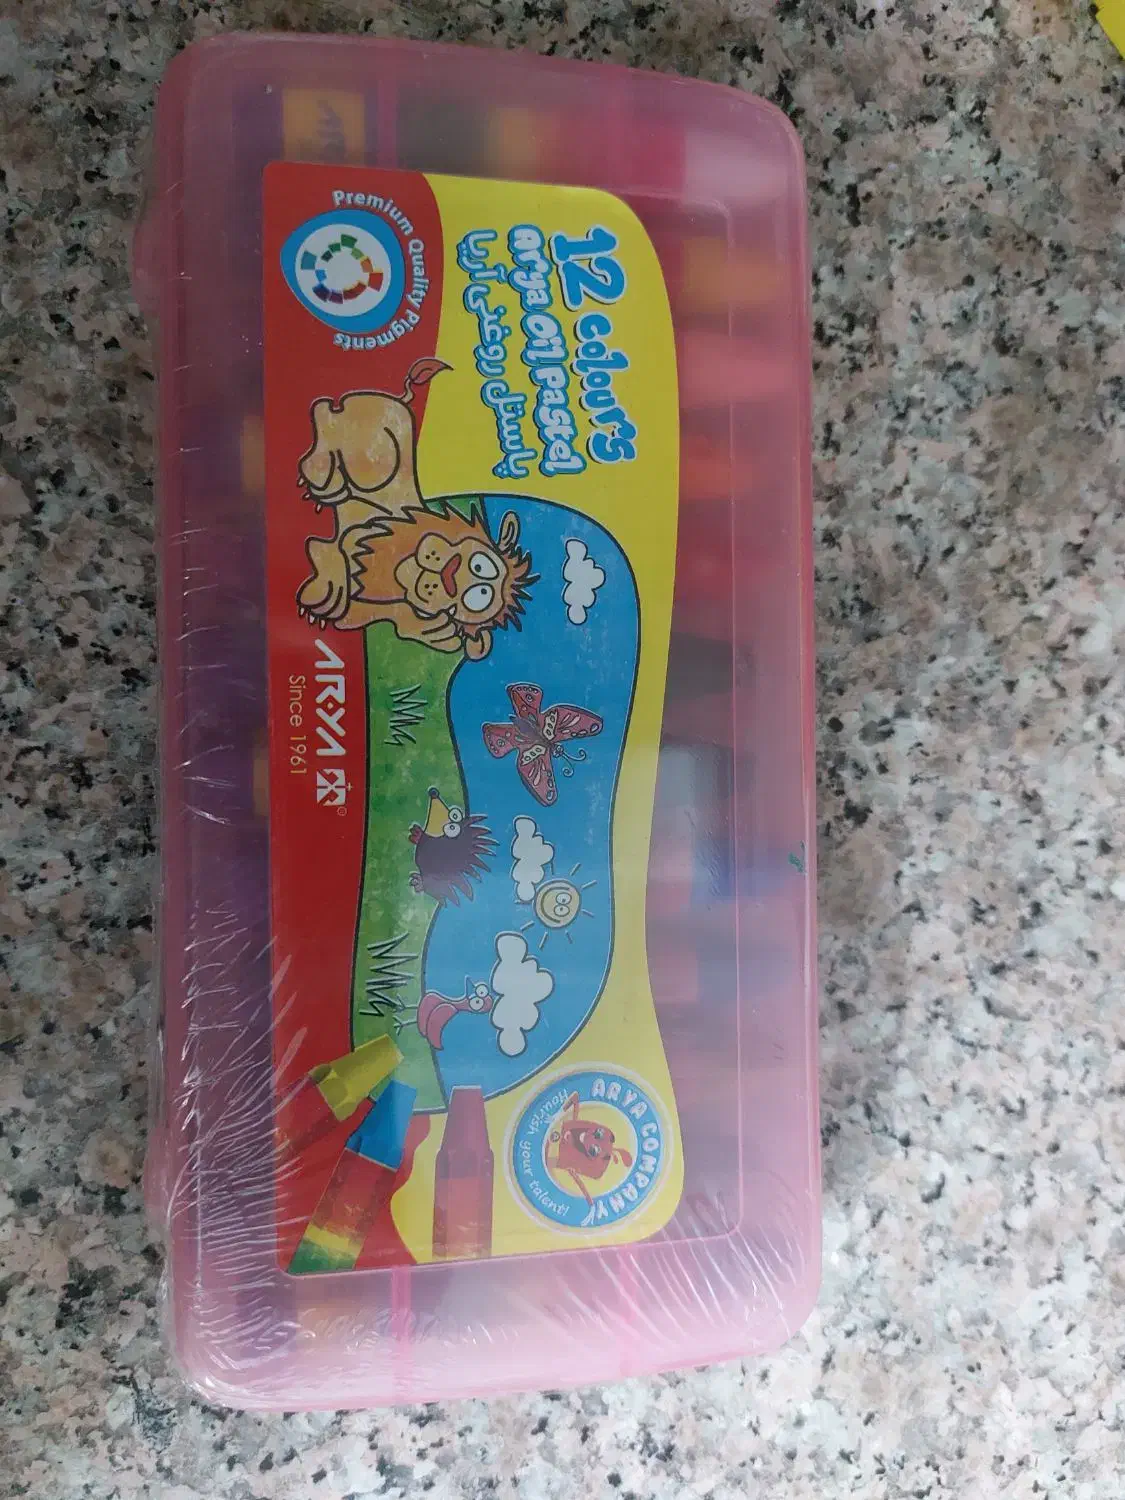 12 colours
Arya Oil Pastel
پاستل روغنی آریا
Premium Quality Pigments
ARYA
®
Since 1961
ARYA COMPANY
Flourish your talent!